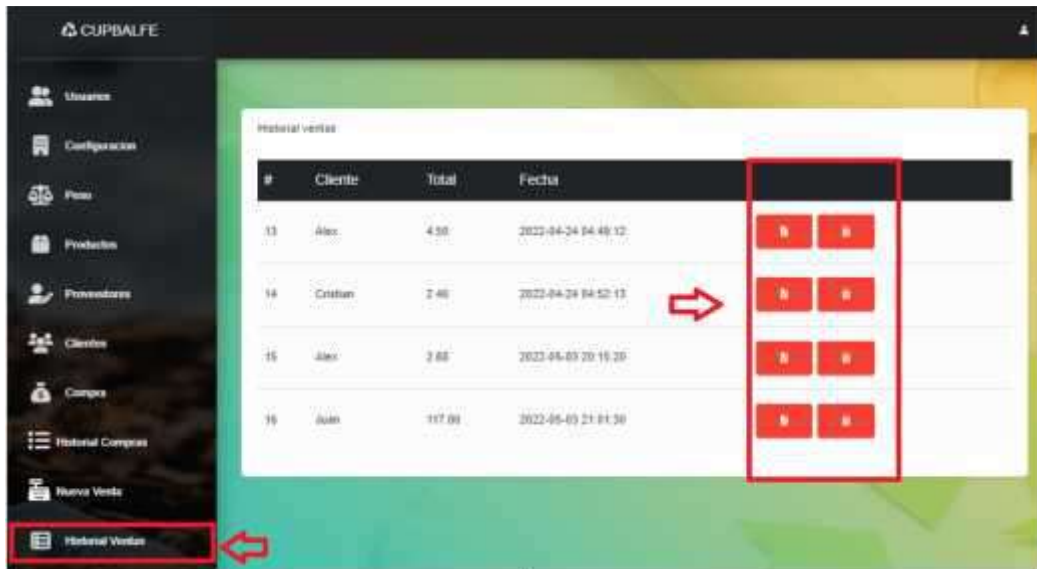 CUPBALFE
Usuarios
Configuracion
Peso
Productos
Proveedores
Clientes
Compra
Historial Compras
Nueva Venta
Historial Ventas
Historial ventas
# Cliente Total Fecha
13 Alex 4.50 2022-04-24 04:48:12
14 Cristian 2.40 2022-04-24 04:52:13
15 Alex 2.88 2022-05-03 20:15:20
16 Juan 117.00 2022-05-03 21:01:30